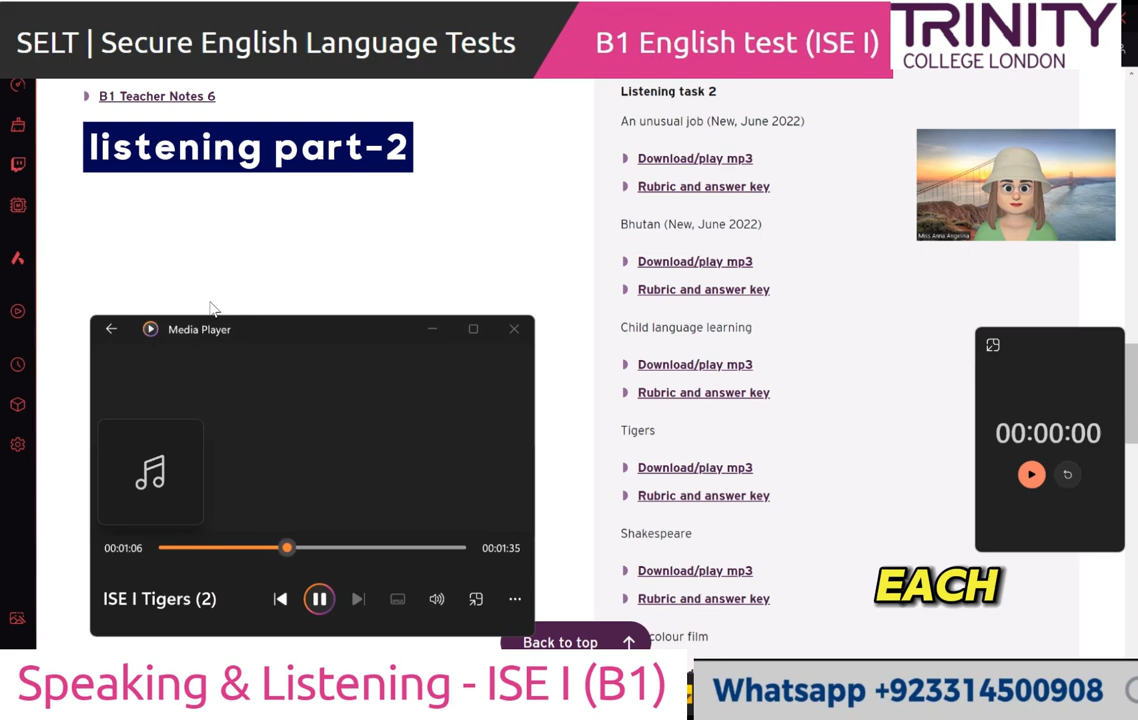 SELT | Secure English Language Tests
B1 English test (ISE I)
TRINITY
COLLEGE LONDON
B1 Teacher Notes 6
listening part-2
Media Player
00:01:06
00:01:35
ISE I Tigers (2)
Listening task 2
An unusual job (New, June 2022)
Download/play mp3
Rubric and answer key
Bhutan (New, June 2022)
Download/play mp3
Rubric and answer key
Child language learning
Download/play mp3
Rubric and answer key
Tigers
Download/play mp3
Rubric and answer key
Shakespeare
Download/play mp3
Rubric and answer key
colour film
Back to top
Miss Anna Angelina
00:00:00
EACH
Speaking & Listening - ISE I (B1)
Whatsapp +923314500908